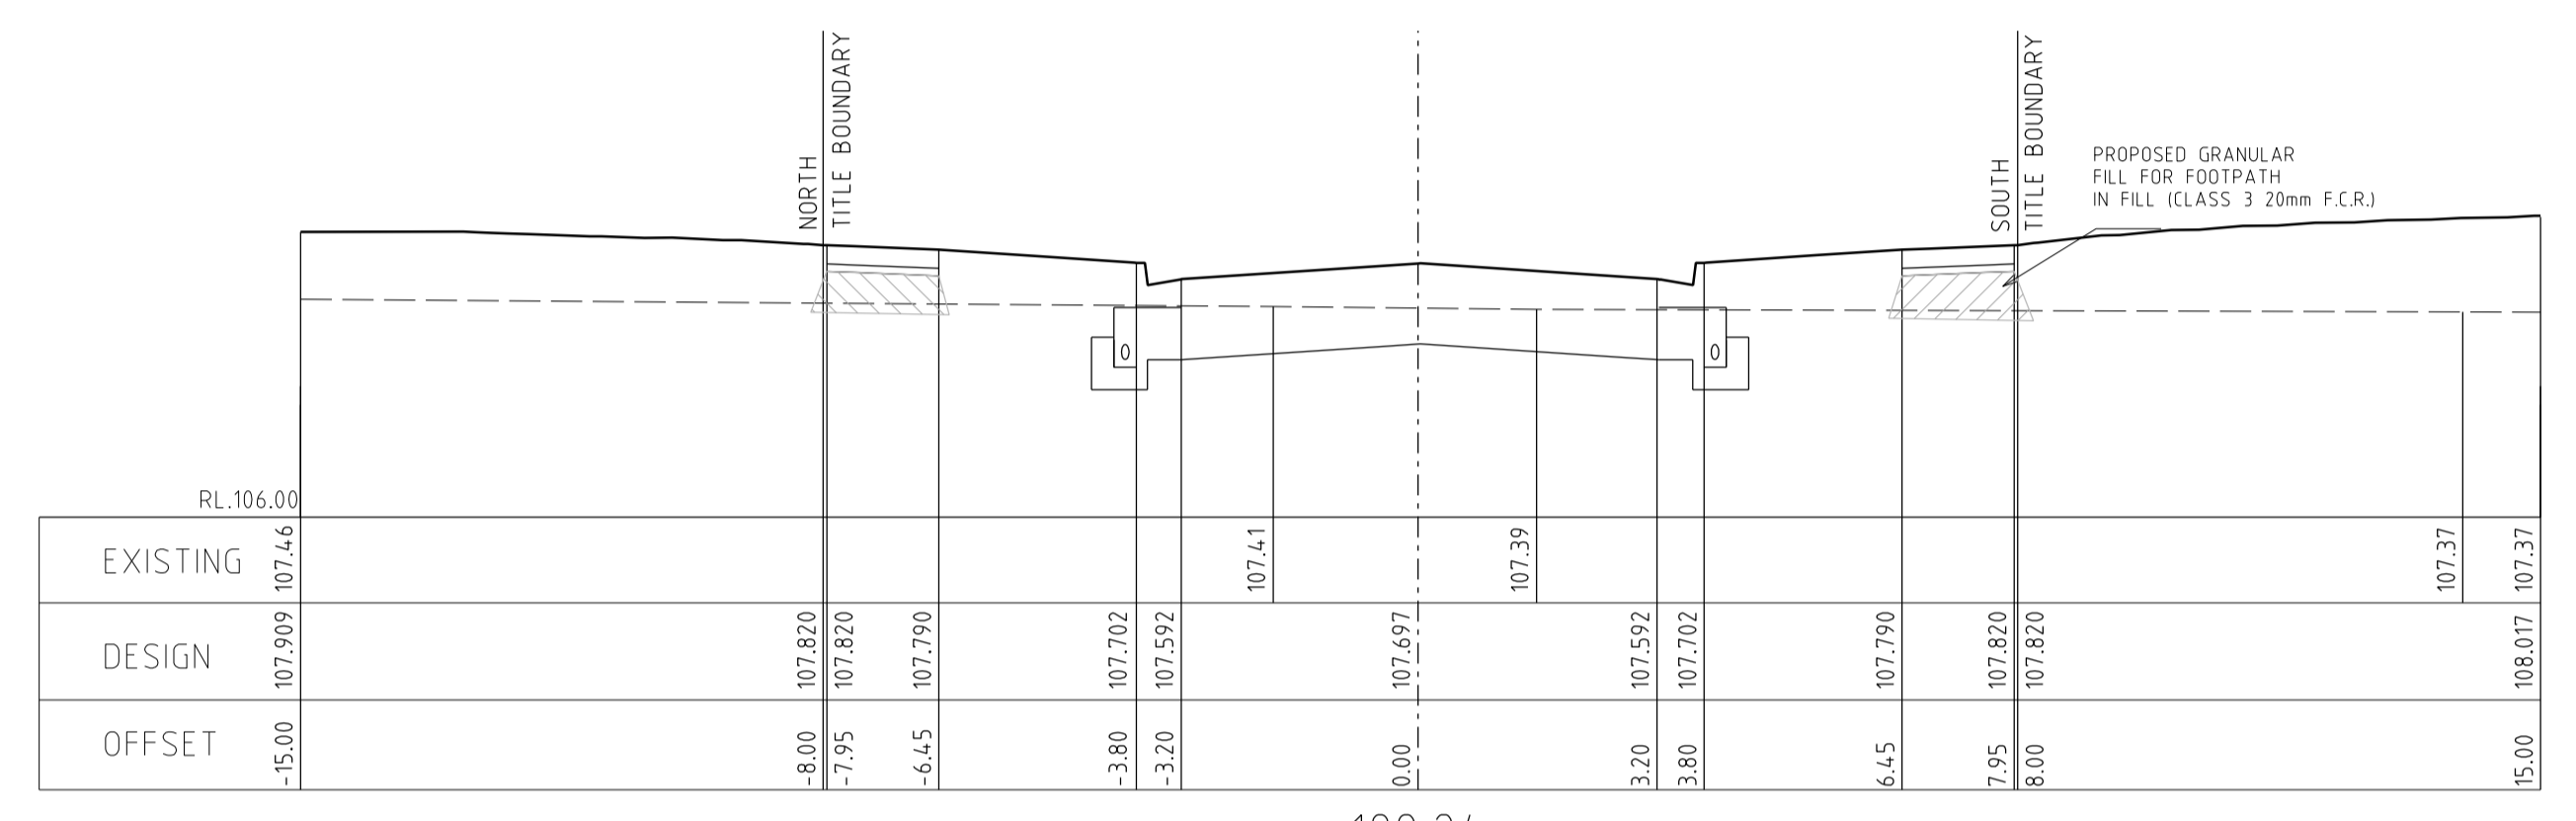 NORTH
TITLE BOUNDARY
SOUTH
TITLE BOUNDARY
PROPOSED GRANULAR
FILL FOR FOOTPATH
IN FILL (CLASS 3 20mm F.C.R.)
0
0
RL.106.00
EXISTING 107.46 107.41 107.39 107.37 107.37
DESIGN 107.909 107.820 107.820 107.790 107.702 107.592 107.697 107.592 107.702 107.790 107.820 107.820 108.017
OFFSET -15.00 -8.00 -7.95 -6.45 -3.80 -3.20 0.00 3.20 3.80 6.45 7.95 8.00 15.00